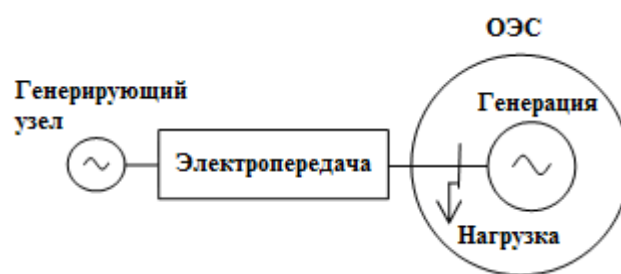 ОЭС
Генерирующий
узел
Генерация
Электропередача
Нагрузка